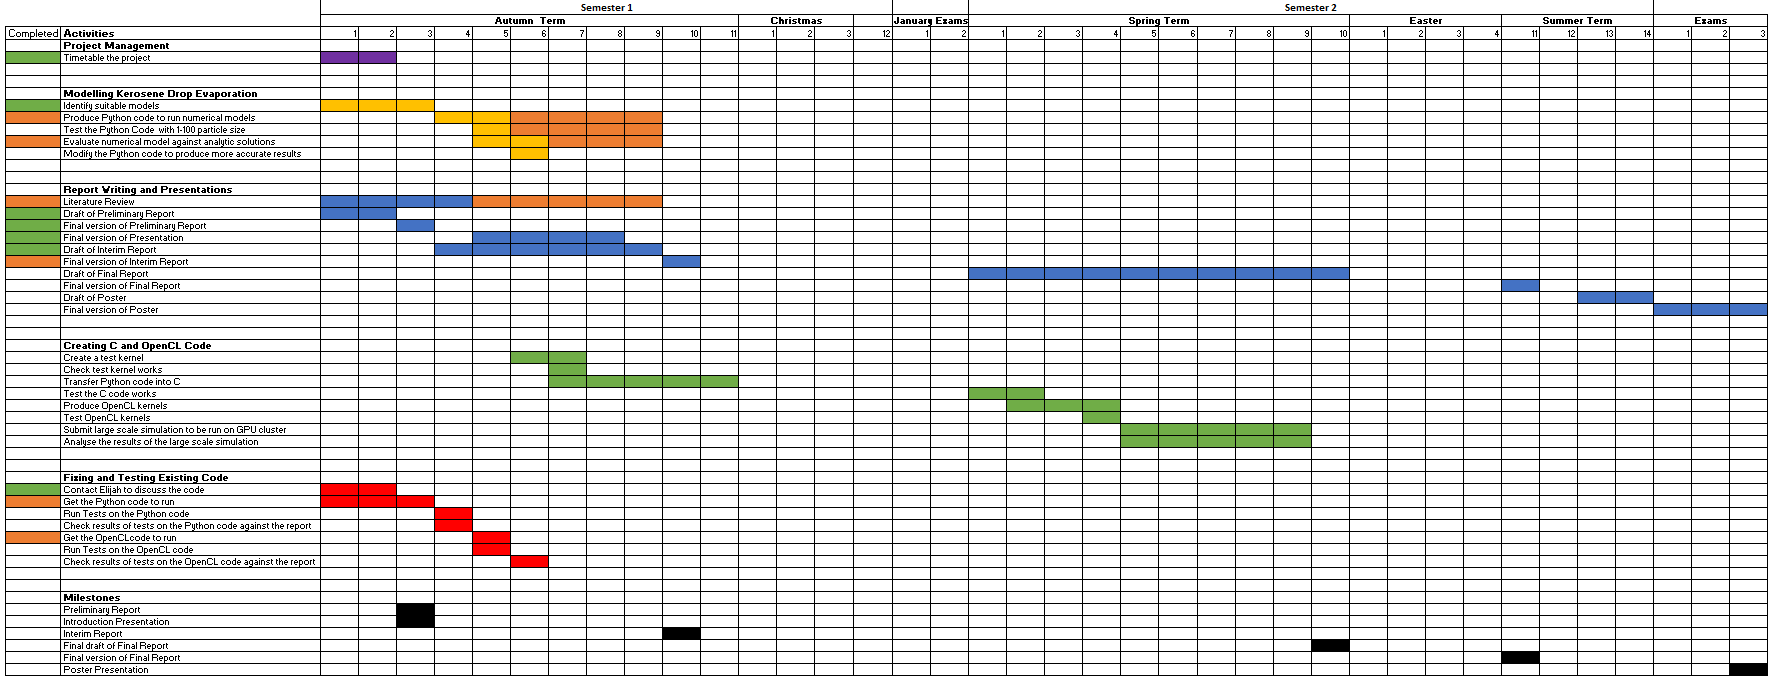 Semester 1 Semester 2
Autumn Term Christmas January Exams Spring Term Easter Summer Term Exams
Completed Activities 1 2 3 4 5 6 7 8 9 10 11 1 2 3 12 1 2 1 2 3 4 5 6 7 8 9 10 1 2 3 4 11 12 13 14 1 2 3
Project Management
Timetable the project
Modelling Kerosene Drop Evaporation
Identify suitable models
Produce Python code to run numerical models
Test the Python Code with 1-100 particle size
Evaluate numerical model against analytic solutions
Modify the Python code to produce more accurate results
Report Writing and Presentations
Literature Review
Draft of Preliminary Report
Final version of Preliminary Report
Final version of Presentation
Draft of Interim Report
Final version of Interim Report
Draft of Final Report
Final version of Final Report
Draft of Poster
Final version of Poster
Creating C and OpenCL Code
Create a test kernel
Check test kernel works
Transfer Python code into C
Test the C code works
Produce OpenCL kernels
Test OpenCL kernels
Submit large scale simulation to be run on GPU cluster
Analyse the results of the large scale simulation
Fixing and Testing Existing Code
Contact Elijah to discuss the code
Get the Python code to run
Run Tests on the Python code
Check results of tests on the Python code against the report
Get the OpenCLcode to run
Run Tests on the OpenCL code
Check results of tests on the OpenCL code against the report
Milestones
Preliminary Report
Introduction Presentation
Interim Report
Final draft of Final Report
Final version of Final Report
Poster Presentation